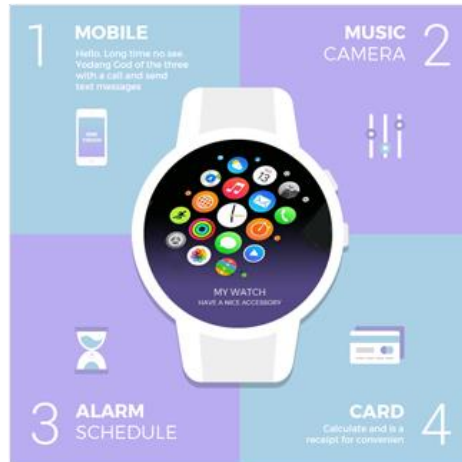 1 MOBILE
Hello. Long time no see
Yodang God of the three
with a call and send
text messages
MUSIC 2
CAMERA
13
MY WATCH
HAVE A NICE ACCESSORY
3 ALARM
SCHEDULE
CARD 4
Calculate and is a
receipt for convenien